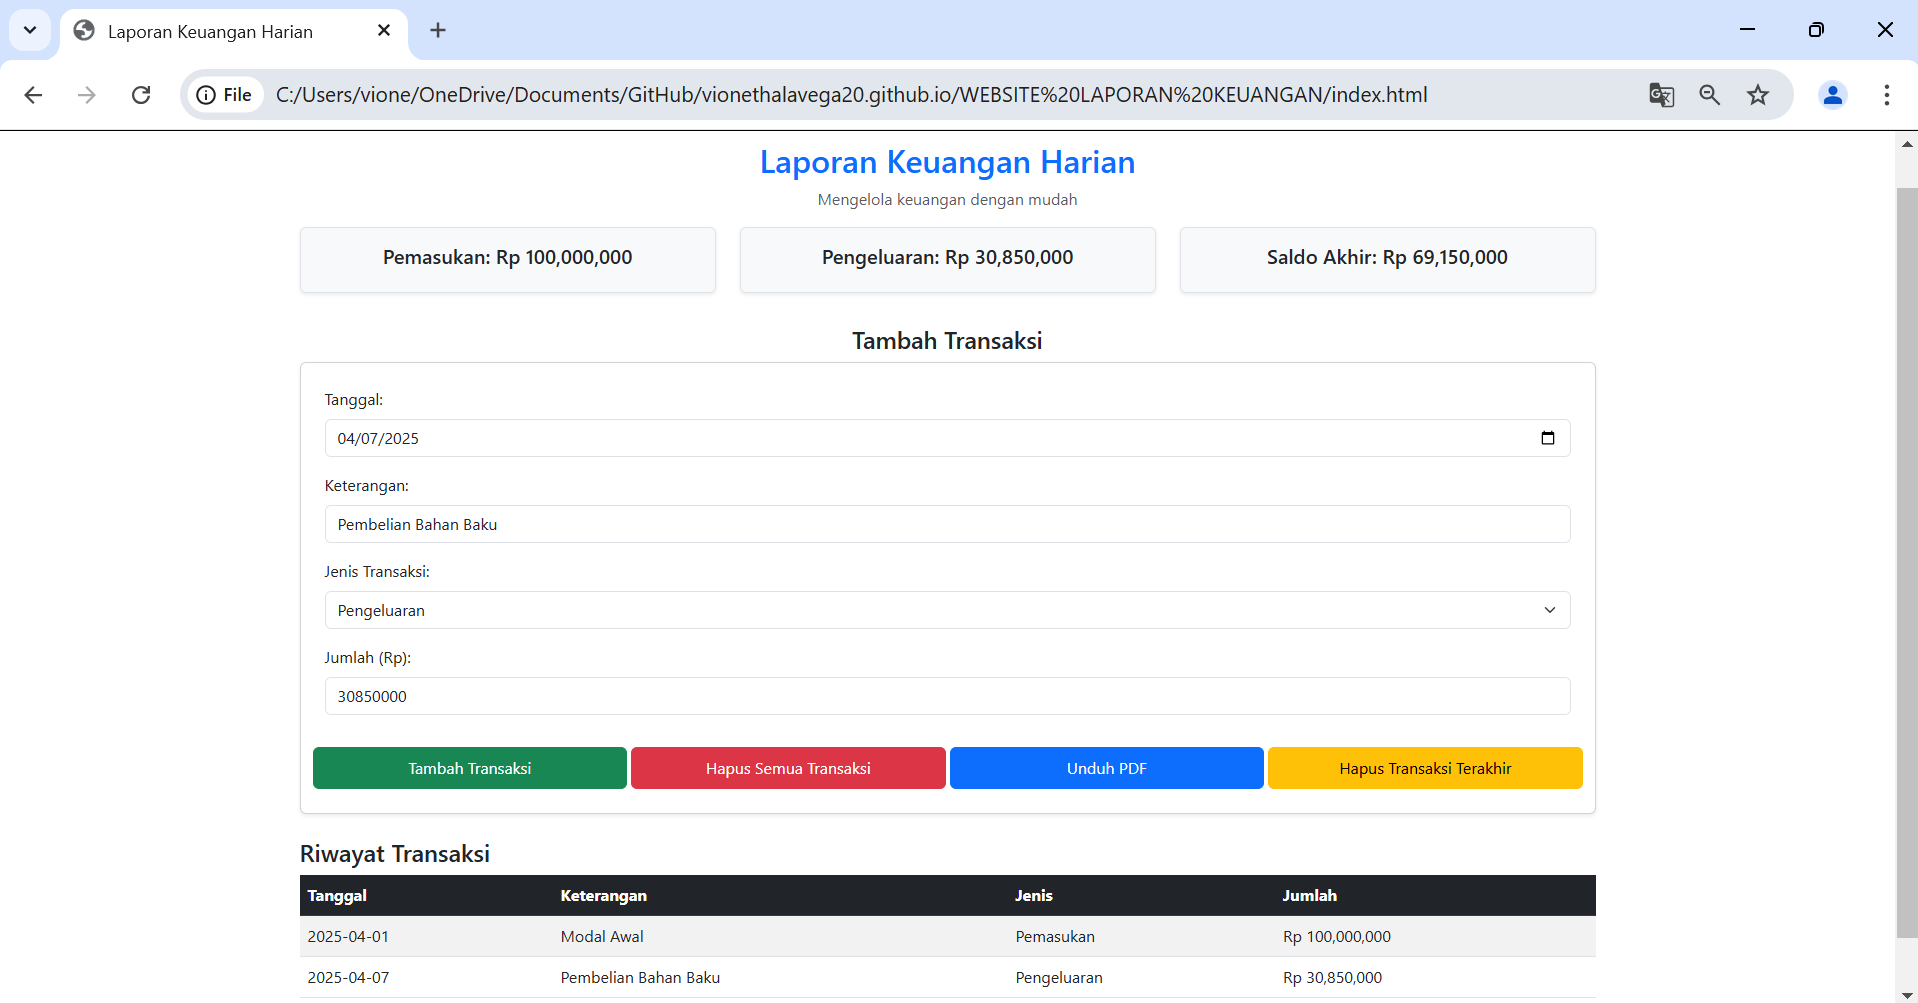 Laporan Keuangan Harian
File C:/Users/vione/OneDrive/Documents/GitHub/vionethalavega20.github.io/WEBSITE%20LAPORAN%20KEUANGAN/index.html
Laporan Keuangan Harian
Mengelola keuangan dengan mudah
Pemasukan: Rp 100,000,000 Pengeluaran: Rp 30,850,000 Saldo Akhir: Rp 69,150,000
Tambah Transaksi
Tanggal:
04/07/2025
Keterangan:
Pembelian Bahan Baku
Jenis Transaksi:
Pengeluaran
Jumlah (Rp):
30850000
Tambah Transaksi Hapus Semua Transaksi Unduh PDF Hapus Transaksi Terakhir
Riwayat Transaksi
Tanggal Keterangan Jenis Jumlah
2025-04-01 Modal Awal Pemasukan Rp 100,000,000
2025-04-07 Pembelian Bahan Baku Pengeluaran Rp 30,850,000